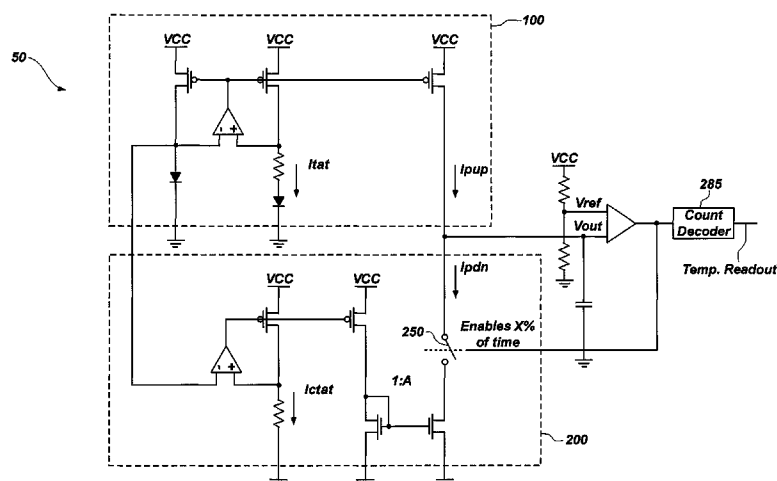 50
100
VCC
VCC
VCC
- +
Itat
Ipup
VCC
285
Vref
Vout
Count
Decoder
Temp. Readout
Ipdn
VCC
VCC
250
Enables X%
of time
- +
Ictat
1:A
200